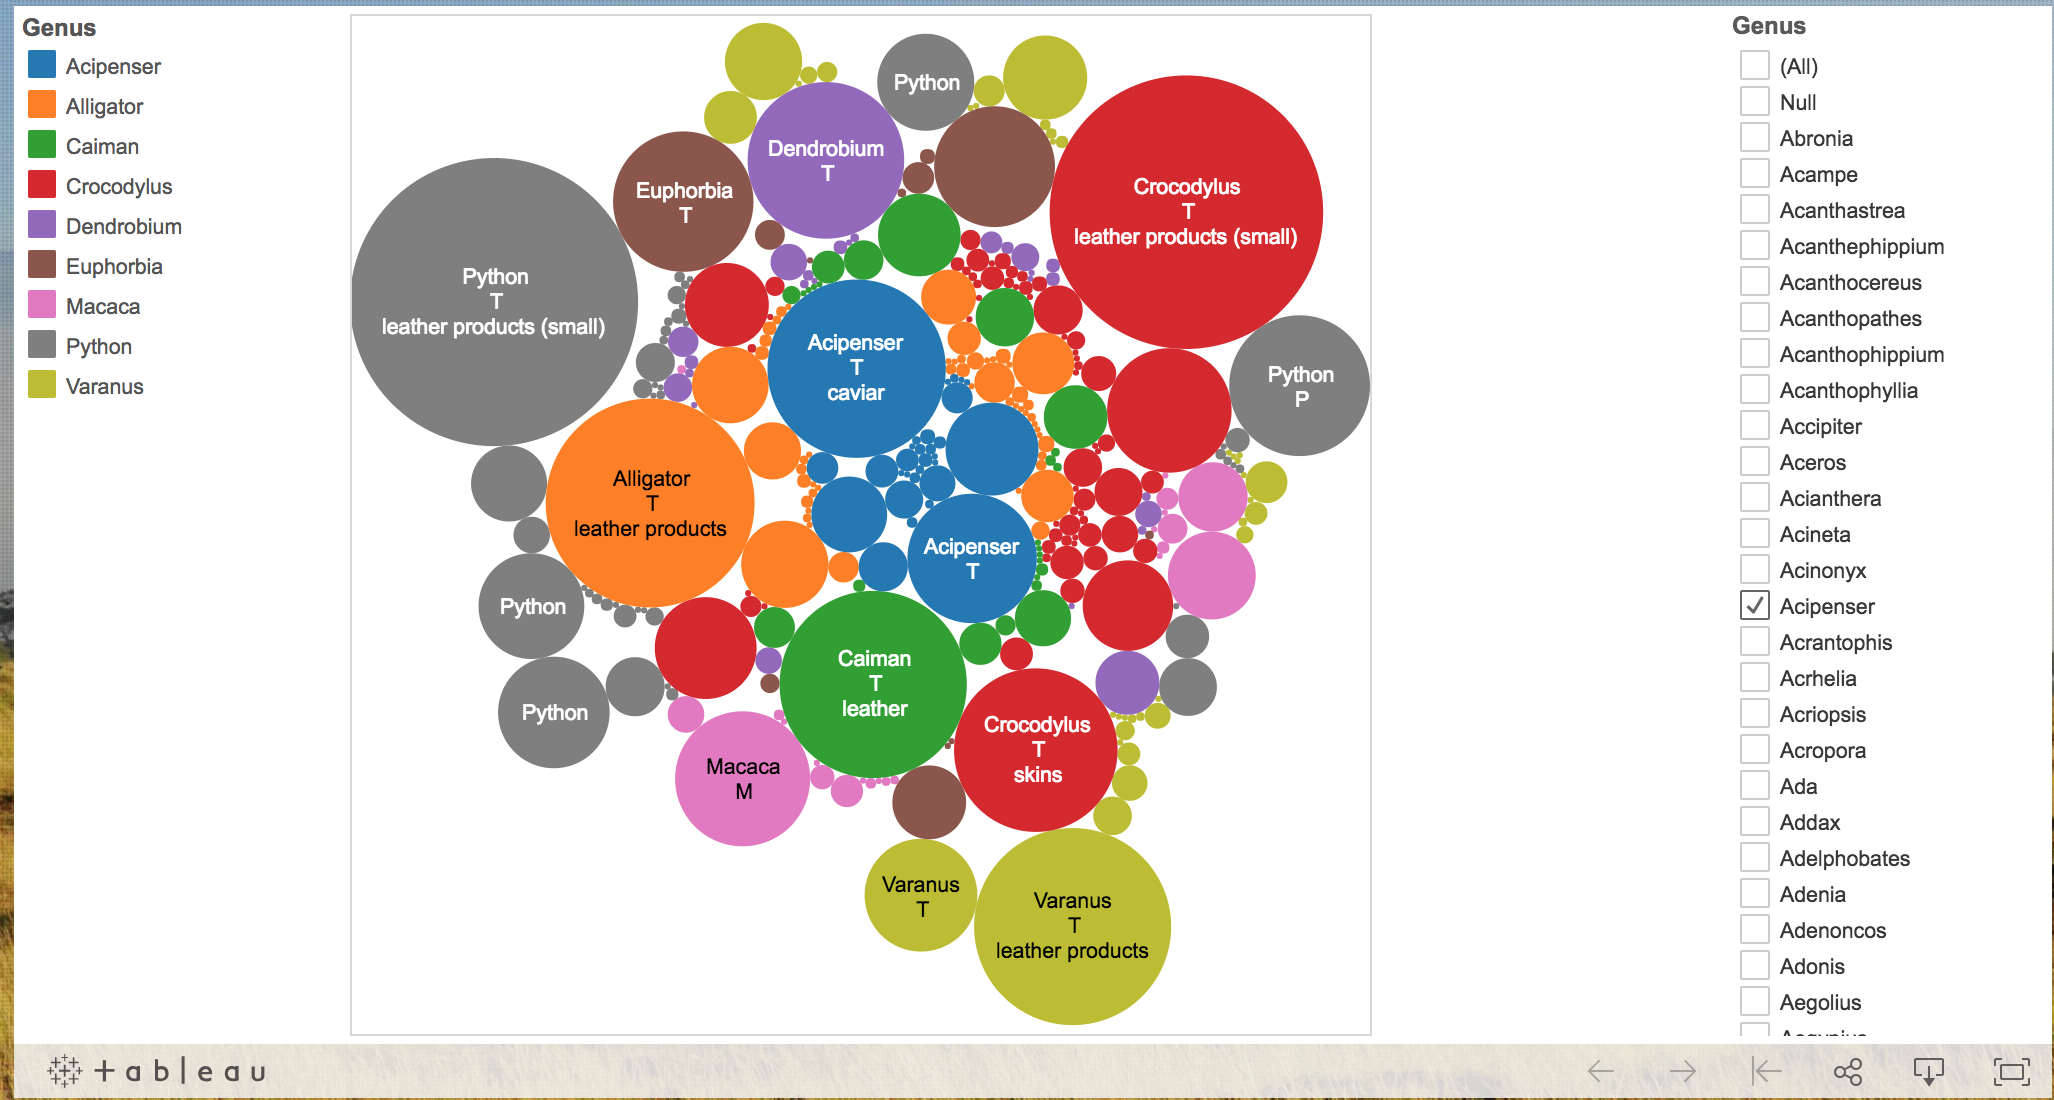 Genus
Acipenser
Alligator
Caiman
Crocodylus
Dendrobium
Euphorbia
Macaca
Python
Varanus
Python
Dendrobium
T
Euphorbia
T
Crocodylus
T
leather products (small)
Python
T
leather products (small)
Acipenser
T
caviar
Python
P
Alligator
T
leather products
Acipenser
T
Python
Caiman
T
leather
Python
Crocodylus
T
skins
Macaca
M
Varanus
T
Varanus
T
leather products
Genus
(All)
Null
Abronia
Acampe
Acanthastrea
Acanthephippium
Acanthocereus
Acanthopathes
Acanthophippium
Acanthophyllia
Accipiter
Aceros
Acianthera
Acineta
Acinonyx
Acipenser
Acrantophis
Acrhelia
Acriopsis
Acropora
Ada
Addax
Adelphobates
Adenia
Adenoncos
Adonis
Aegolius
+ableau